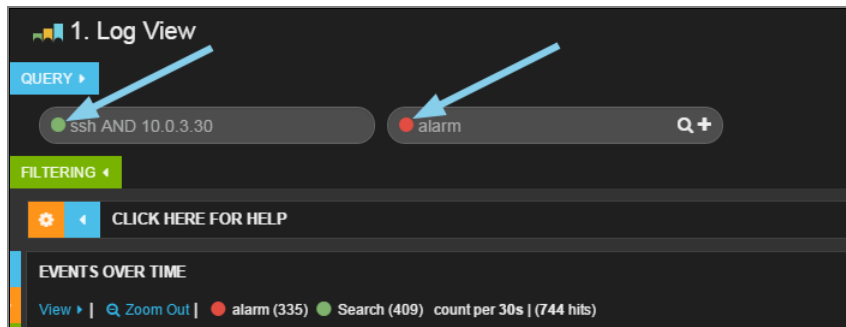 1. Log View
QUERY
ssh AND 10.0.3.30
alarm
FILTERING
CLICK HERE FOR HELP
EVENTS OVER TIME
View | Zoom Out | alarm (335) Search (409) count per 30s | (744 hits)